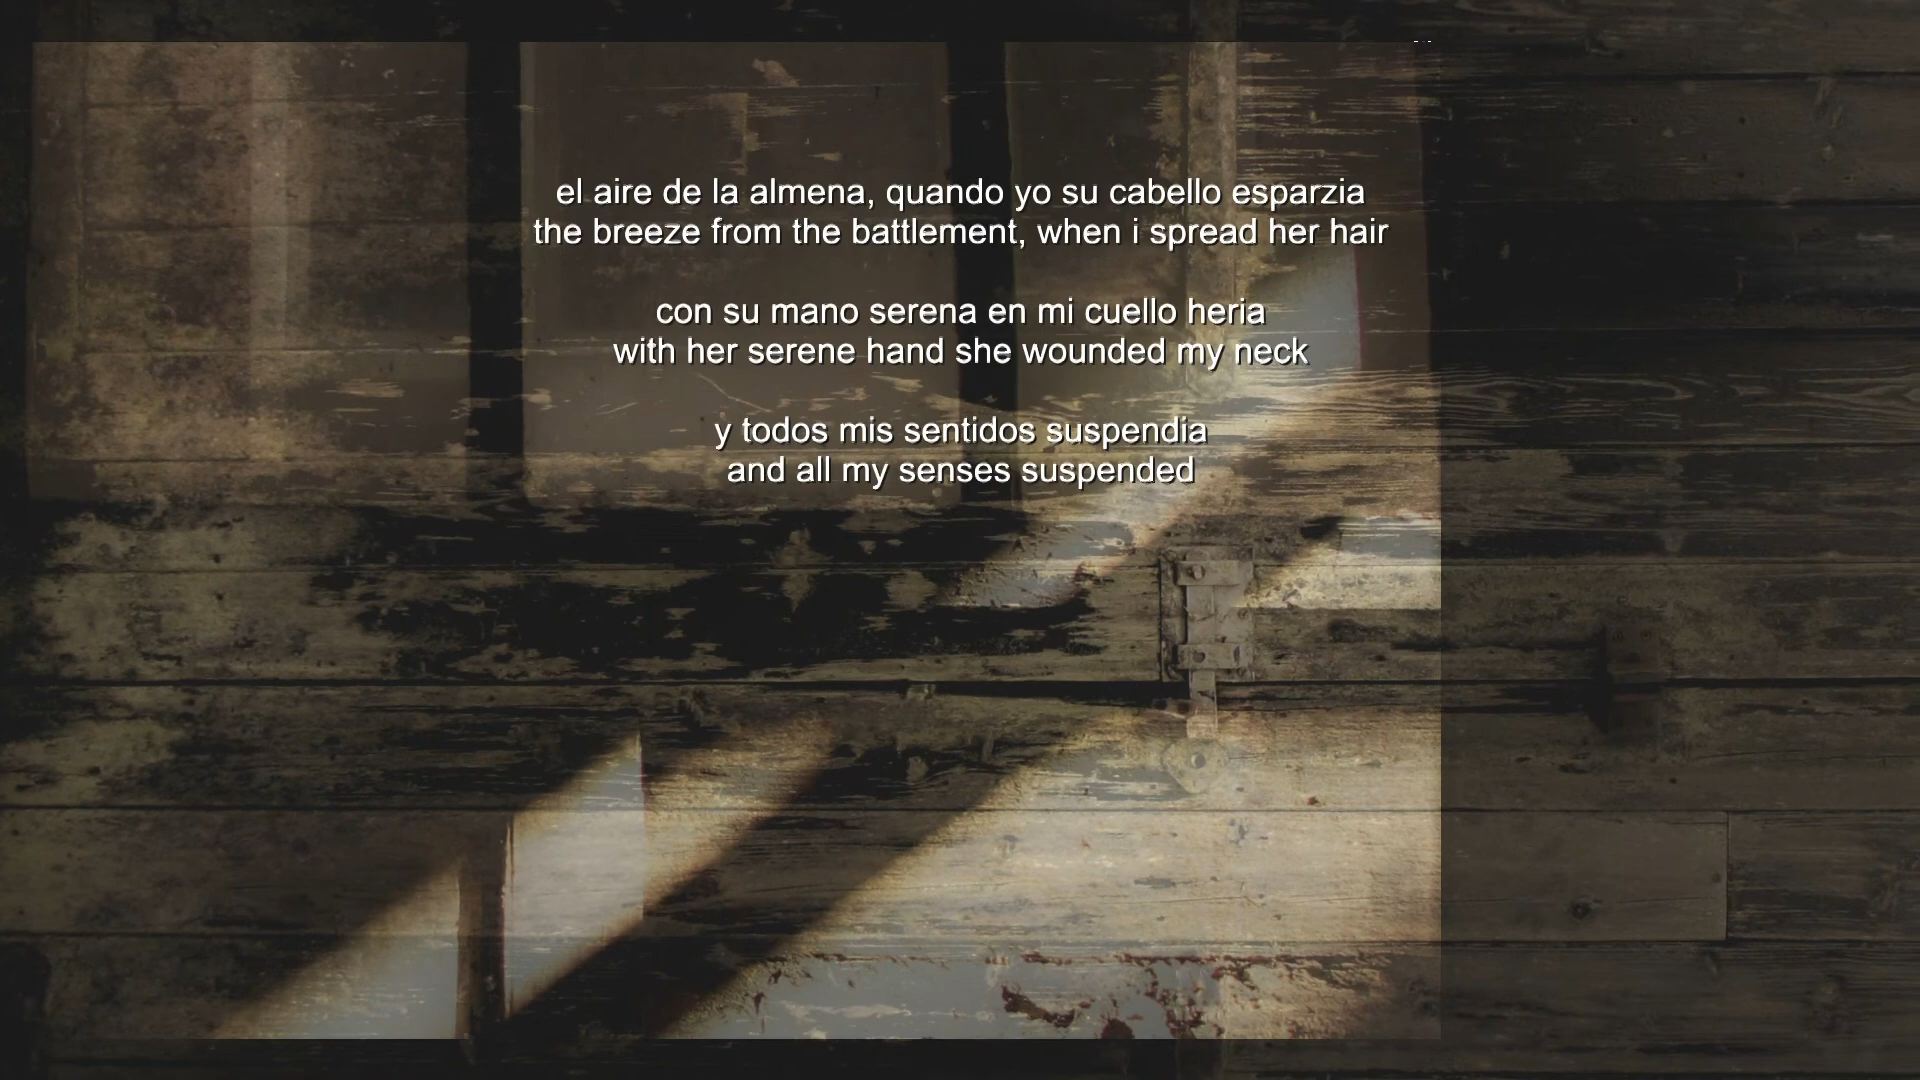 el aire de la almena, quando yo su cabello esparzia
the breeze from the battlement, when i spread her hair
con su mano serena en mi cuello heria
with her serene hand she wounded my neck
y todos mis sentidos suspendia
and all my senses suspended